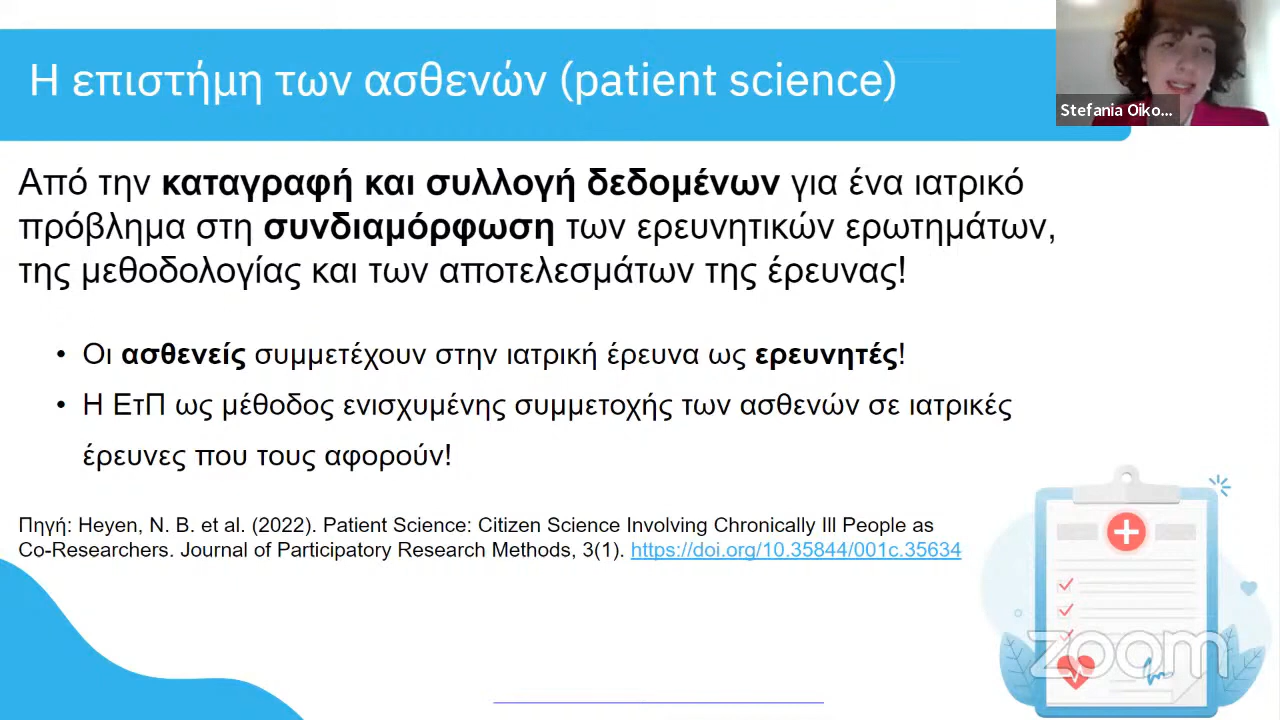 Η επιστήμη των ασθενών (patient science)
Stefania Oiko...
Από την καταγραφή και συλλογή δεδομένων για ένα ιατρικό
πρόβλημα στη συνδιαμόρφωση των ερευνητικών ερωτημάτων,
της μεθοδολογίας και των αποτελεσμάτων της έρευνας!
• Οι ασθενείς συμμετέχουν στην ιατρική έρευνα ως ερευνητές!
• Η ΕτΠ ως μέθοδος ενισχυμένης συμμετοχής των ασθενών σε ιατρικές
έρευνες που τους αφορούν!
Πηγή: Heyen, N. B. et al. (2022). Patient Science: Citizen Science Involving Chronically Ill People as
Co-Researchers. Journal of Participatory Research Methods, 3(1). https://doi.org/10.35844/001c.35634
zoom